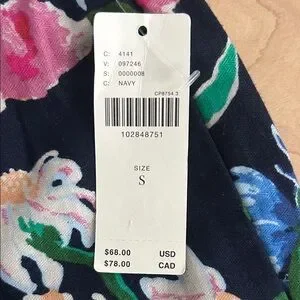 C: 4141
V: 097246
S: 0000008
C: NAVY
CP8754.3
102848751
SIZE
S
$68.00 USD
$78.00 CAD